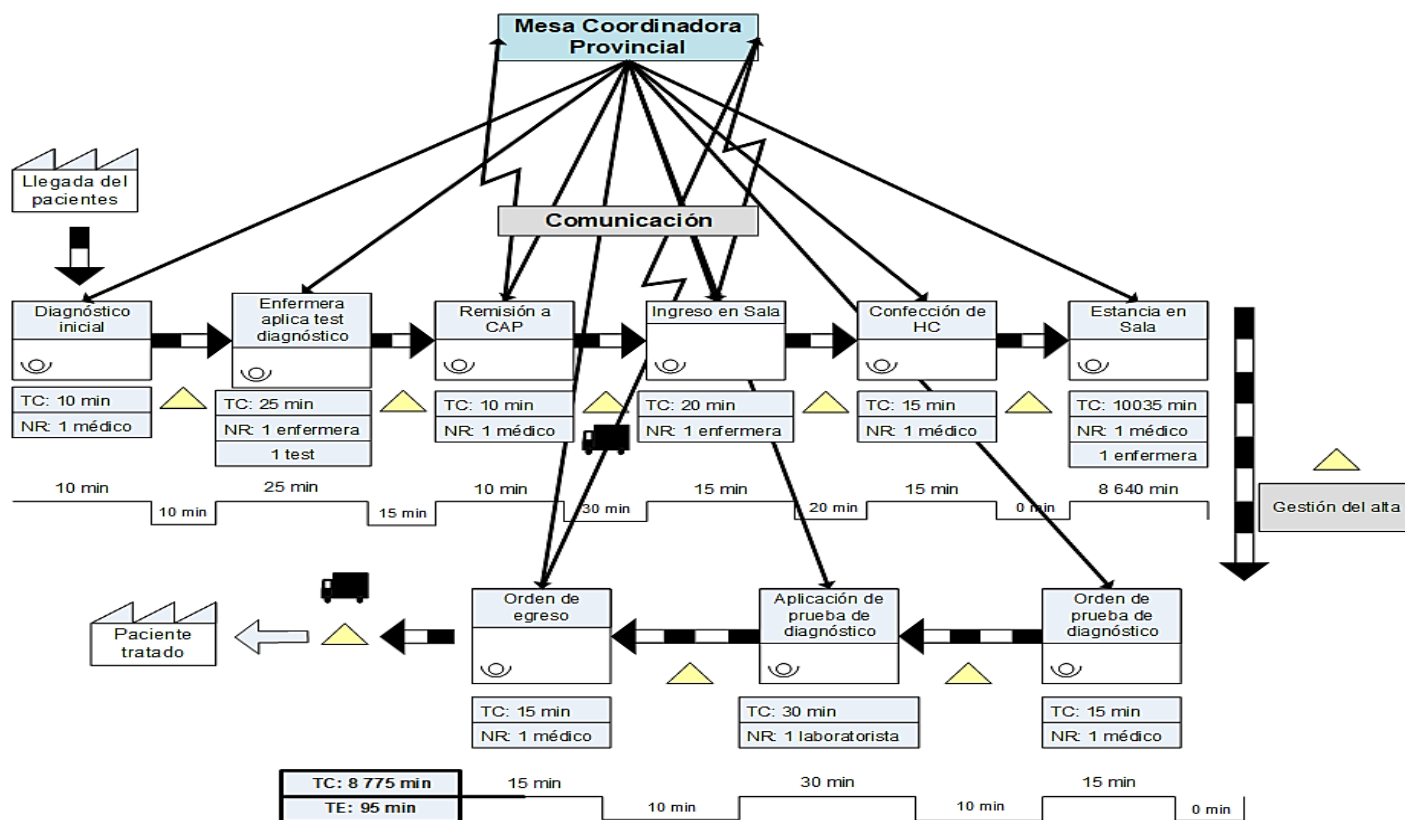 Mesa Coordinadora
Provincial
Llegada del
pacientes
Comunicación
Diagnóstico
inicial
Enfermera
aplica test
diagnóstico
Remisión a
CAP
Ingreso en Sala
Confección de
HC
Estancia en
Sala
TC: 10 min
NR: 1 médico
TC: 25 min
NR: 1 enfermera
1 test
TC: 10 min
NR: 1 médico
TC: 20 min
NR: 1 enfermera
TC: 15 min
NR: 1 médico
TC: 10035 min
NR: 1 médico
1 enfermera
10 min
10 min
25 min
15 min
10 min
30 min
15 min
20 min
15 min
0 min
8 640 min
Gestión del alta
Paciente
tratado
Orden de
egreso
Aplicación de
prueba de
diagnóstico
Orden de
prueba de
diagnóstico
TC: 15 min
NR: 1 médico
TC: 30 min
NR: 1 laboratorista
TC: 15 min
NR: 1 médico
TC: 8 775 min
TE: 95 min
15 min
10 min
30 min
10 min
15 min
0 min